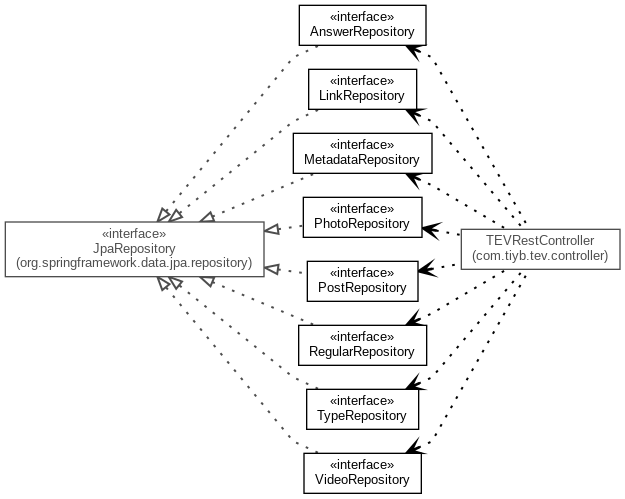 «interface»
AnswerRepository
«interface»
LinkRepository
«interface»
MetadataRepository
«interface»
PhotoRepository
«interface»
JpaRepository
(org.springframework.data.jpa.repository)
TEVRestController
(com.tiyb.tev.controller)
«interface»
PostRepository
«interface»
RegularRepository
«interface»
TypeRepository
«interface»
VideoRepository